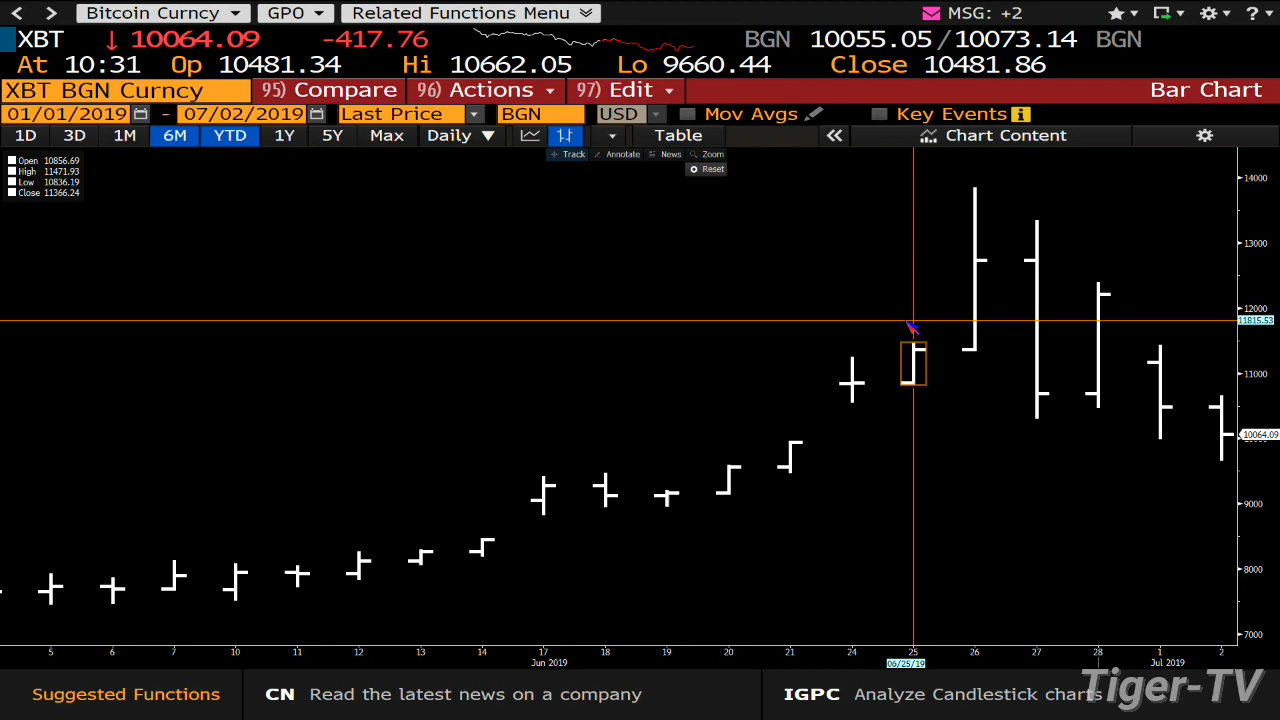 Bitcoin Curncy GPO Related Functions Menu MSG: +2 ?
XBT ↓ 10064.09 -417.76 BGN 10055.05/10073.14 BGN
At 10:31 Op 10481.34 Hi 10662.05 Lo 9660.44 Close 10481.86
XBT BGN Curncy 95) Compare 96) Actions 97) Edit Bar Chart
01/01/2019 - 07/02/2019 Last Price BGN USD Mov Avgs Key Events i
1D 3D 1M 6M YTD 1Y 5Y Max Daily ▼ Table « Chart Content
Track Annotate News Zoom
Reset
Open 10856.69
High 11471.93
Low 10836.19
Close 11366.24
14000
13000
12000
11815.53
11000
10064.09
9000
8000
7000
5 6 7 10 11 12 13 14 17 18 19 20 21 24 25 26 27 28 1 2
Jun 2019 06/25/19 Jul 2019
Suggested Functions CN Read the latest news on a company IGPC Analyze Candlestick charts
Tiger-TV